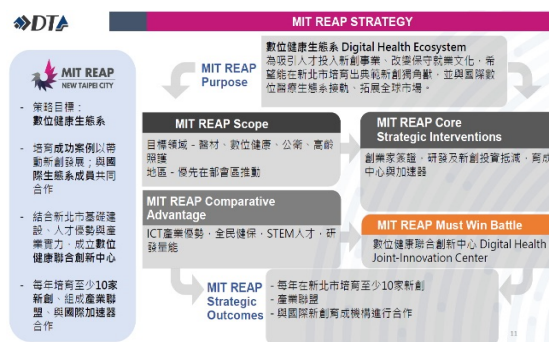 DTA
MIT REAP STRATEGY
MIT REAP
NEW TAIPEI CITY
- 策略目標：
數位健康生態系
- 培育成功案例以帶
動新創發展；與國
際生態系成員共同
合作
- 結合新北市基礎建
設、人才優勢與產
業實力，成立數位
健康聯合創新中心
- 每年培育至少10家
新創、組成產業聯
盟、與國際加速器
合作
MIT REAP
Purpose
數位健康生態系 Digital Health Ecosystem
為吸引人才投入新創事業、改變保守就業文化，希
望能在新北市培育出典範新創獨角獸，並與國際數
位醫療生態系接軌、拓展全球市場。
MIT REAP Scope
目標領域 - 醫材、數位健康、公衛、高齡
照護
地區 - 優先在都會區推動
MIT REAP Core
Strategic Interventions
創業家簽證，研發及新創投資抵減，育成
中心與加速器
MIT REAP Comparative
Advantage
ICT產業優勢，全民健保，STEM人才，研
發量能
MIT REAP Must Win Battle
數位健康聯合創新中心 Digital Health
Joint-Innovation Center
MIT REAP
Strategic
Outcomes
- 每年在新北市培育至少10家新創
- 產業聯盟
- 與國際新創育成機構進行合作